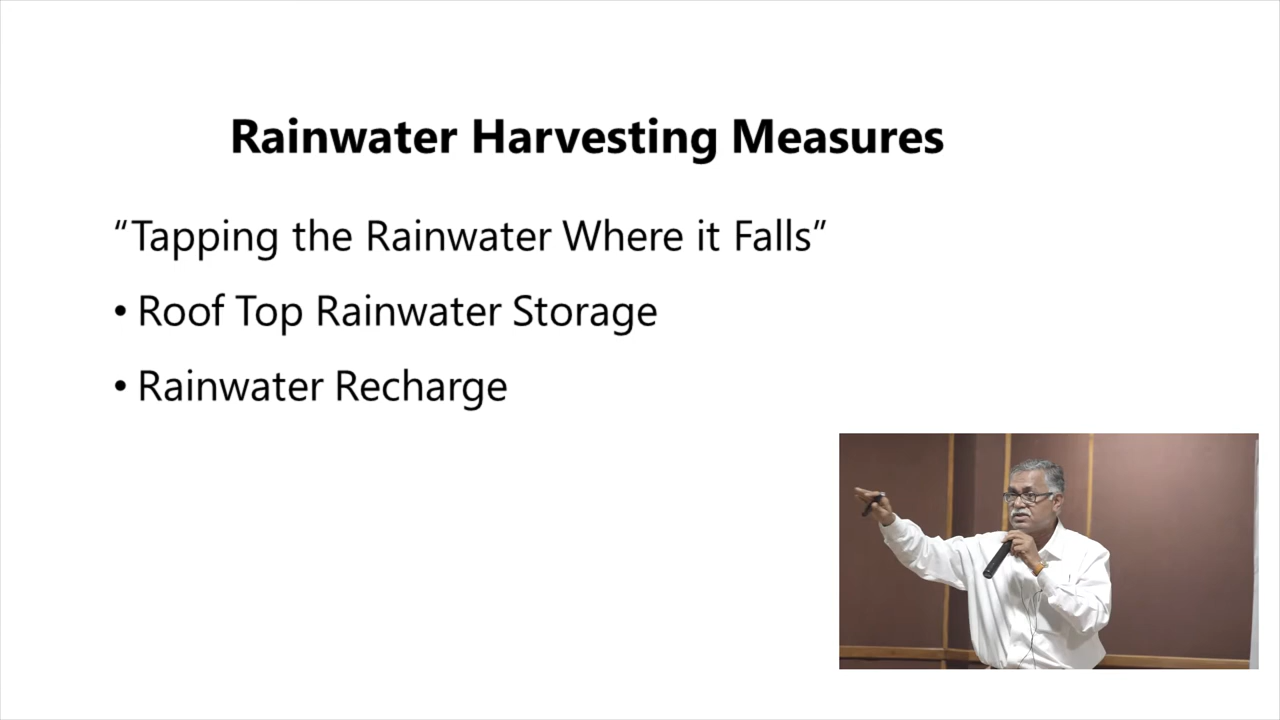 Rainwater Harvesting Measures
“Tapping the Rainwater Where it Falls”
• Roof Top Rainwater Storage
• Rainwater Recharge